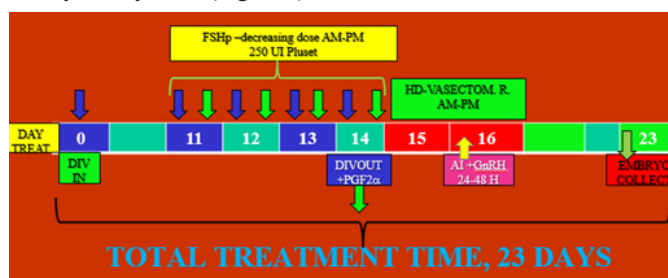 FSHp –decreasing dose AM-PM
250 UI Pluset
HD-VASECTOM. R.
AM-PM
DAY
TREAT
0
11
12
13
14
15
16
23
DIV
IN
DIVOUT
+PGF2α
AI +GnRH
24-48 H
EMBRYO
COLLECT
TOTAL TREATMENT TIME, 23 DAYS